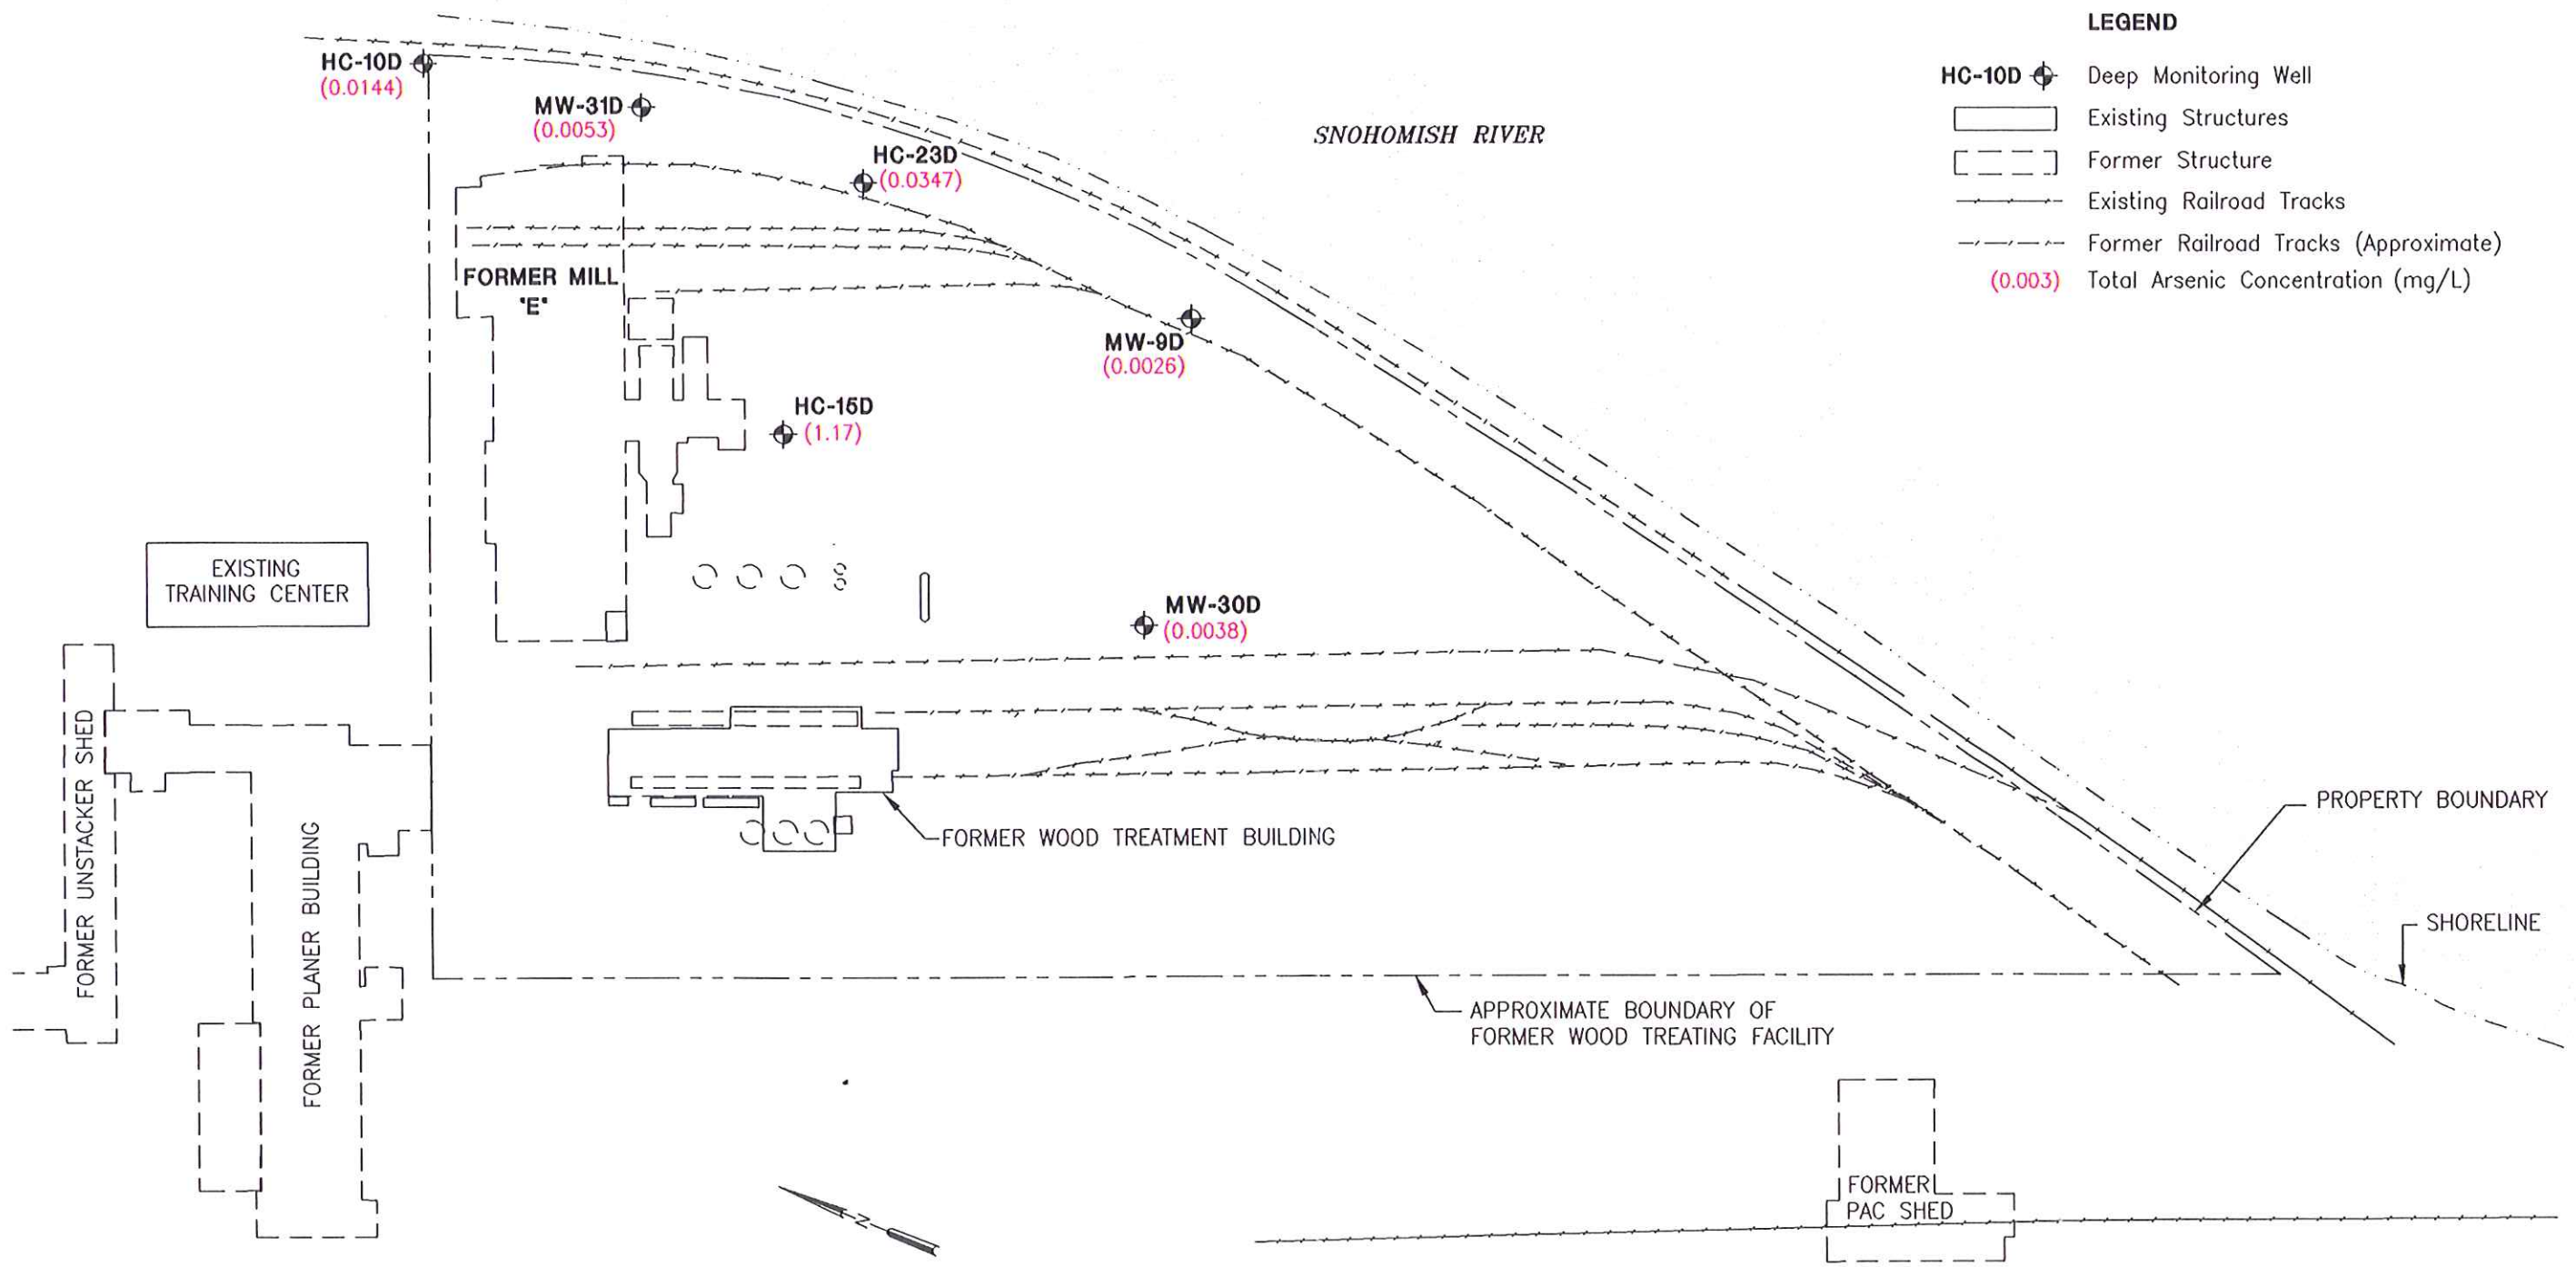 LEGEND
HC-10D Deep Monitoring Well
Existing Structures
Former Structure
Existing Railroad Tracks
Former Railroad Tracks (Approximate)
(0.003) Total Arsenic Concentration (mg/L)
HC-10D
(0.0144)
MW-31D
(0.0053)
HC-23D
(0.0347)
SNOHOMISH RIVER
FORMER MILL
"E"
MW-9D
(0.0026)
HC-15D
(1.17)
EXISTING
TRAINING CENTER
MW-30D
(0.0038)
FORMER UNSTACKER SHED
FORMER PLANER BUILDING
FORMER WOOD TREATMENT BUILDING
PROPERTY BOUNDARY
SHORELINE
APPROXIMATE BOUNDARY OF
FORMER WOOD TREATING FACILITY
FORMER
PAC SHED
N